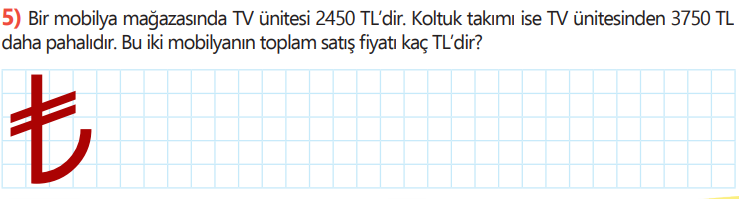 5) Bir mobilya mağazasında TV ünitesi 2450 TL'dir. Koltuk takımı ise TV ünitesinden 3750 TL
daha pahalıdır. Bu iki mobilyanın toplam satış fiyatı kaç TL'dir?
₺